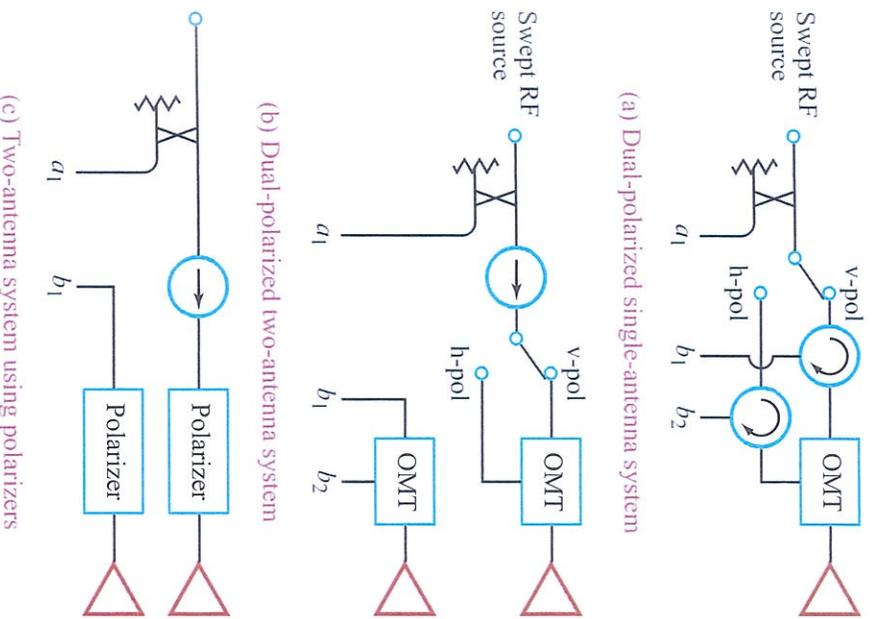 Swept RF
source
v-pol
h-pol
OMT
a1
b1
b2
(a) Dual-polarized single-antenna system
Swept RF
source
v-pol
h-pol
OMT
OMT
a1
b1
b2
(b) Dual-polarized two-antenna system
Polarizer
Polarizer
a1
b1
(c) Two-antenna system using polarizers